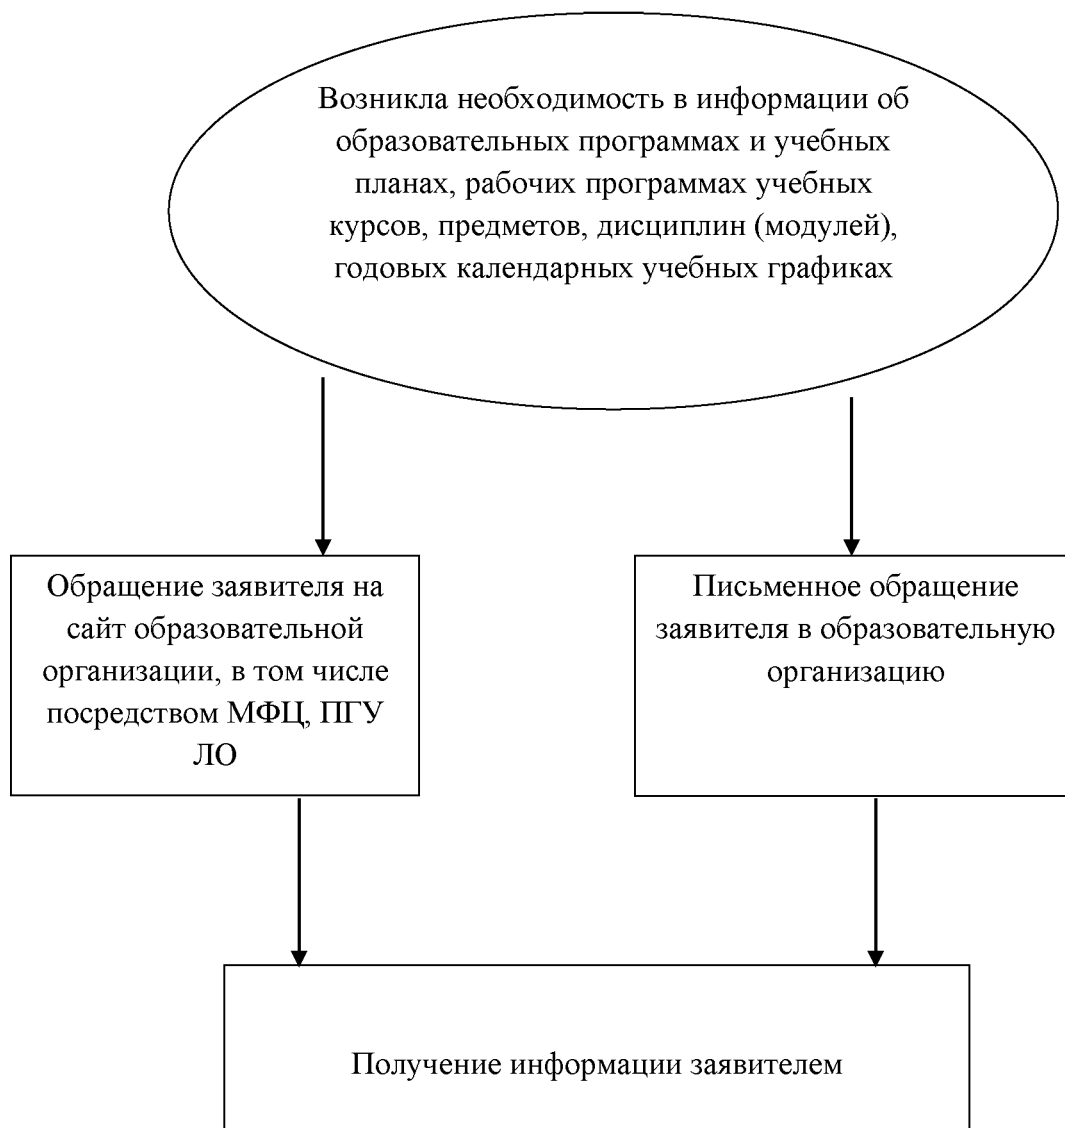 Возникла необходимость в информации об
образовательных программах и учебных
планах, рабочих программах учебных
курсов, предметов, дисциплин (модулей),
годовых календарных учебных графиках
Обращение заявителя на
сайт образовательной
организации, в том числе
посредством МФЦ, ПГУ
ЛО
Письменное обращение
заявителя в образовательную
организацию
Получение информации заявителем